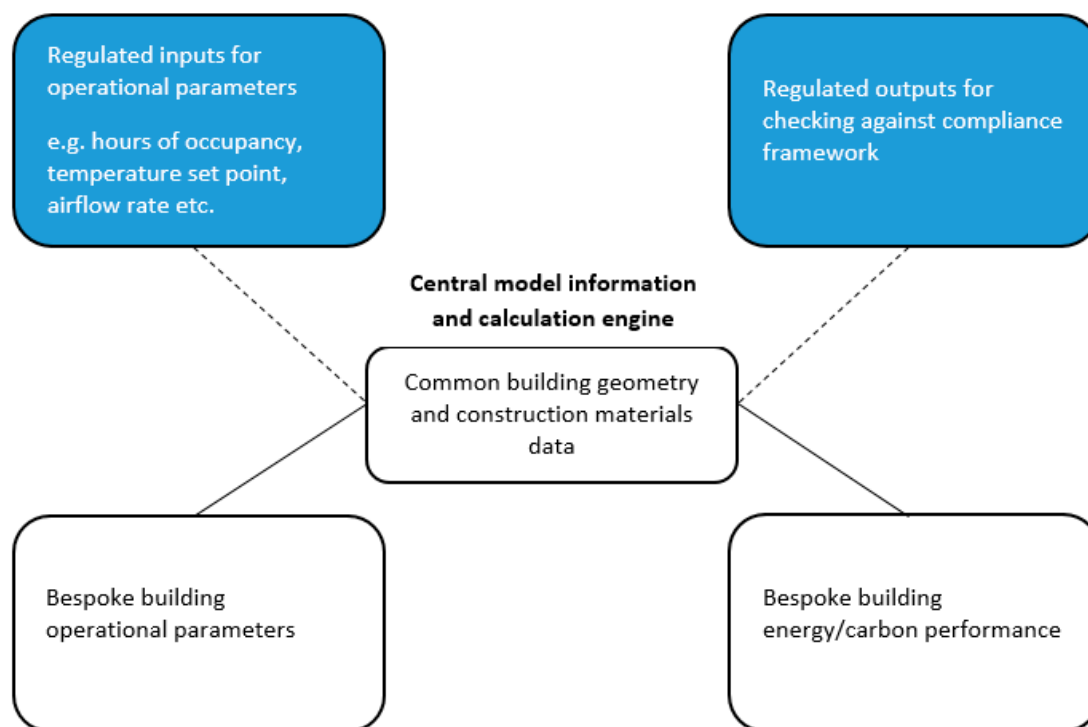 Regulated inputs for
operational parameters
e.g. hours of occupancy,
temperature set point,
airflow rate etc.
Regulated outputs for
checking against compliance
framework
Central model information
and calculation engine
Common building geometry
and construction materials
data
Bespoke building
operational parameters
Bespoke building
energy/carbon performance